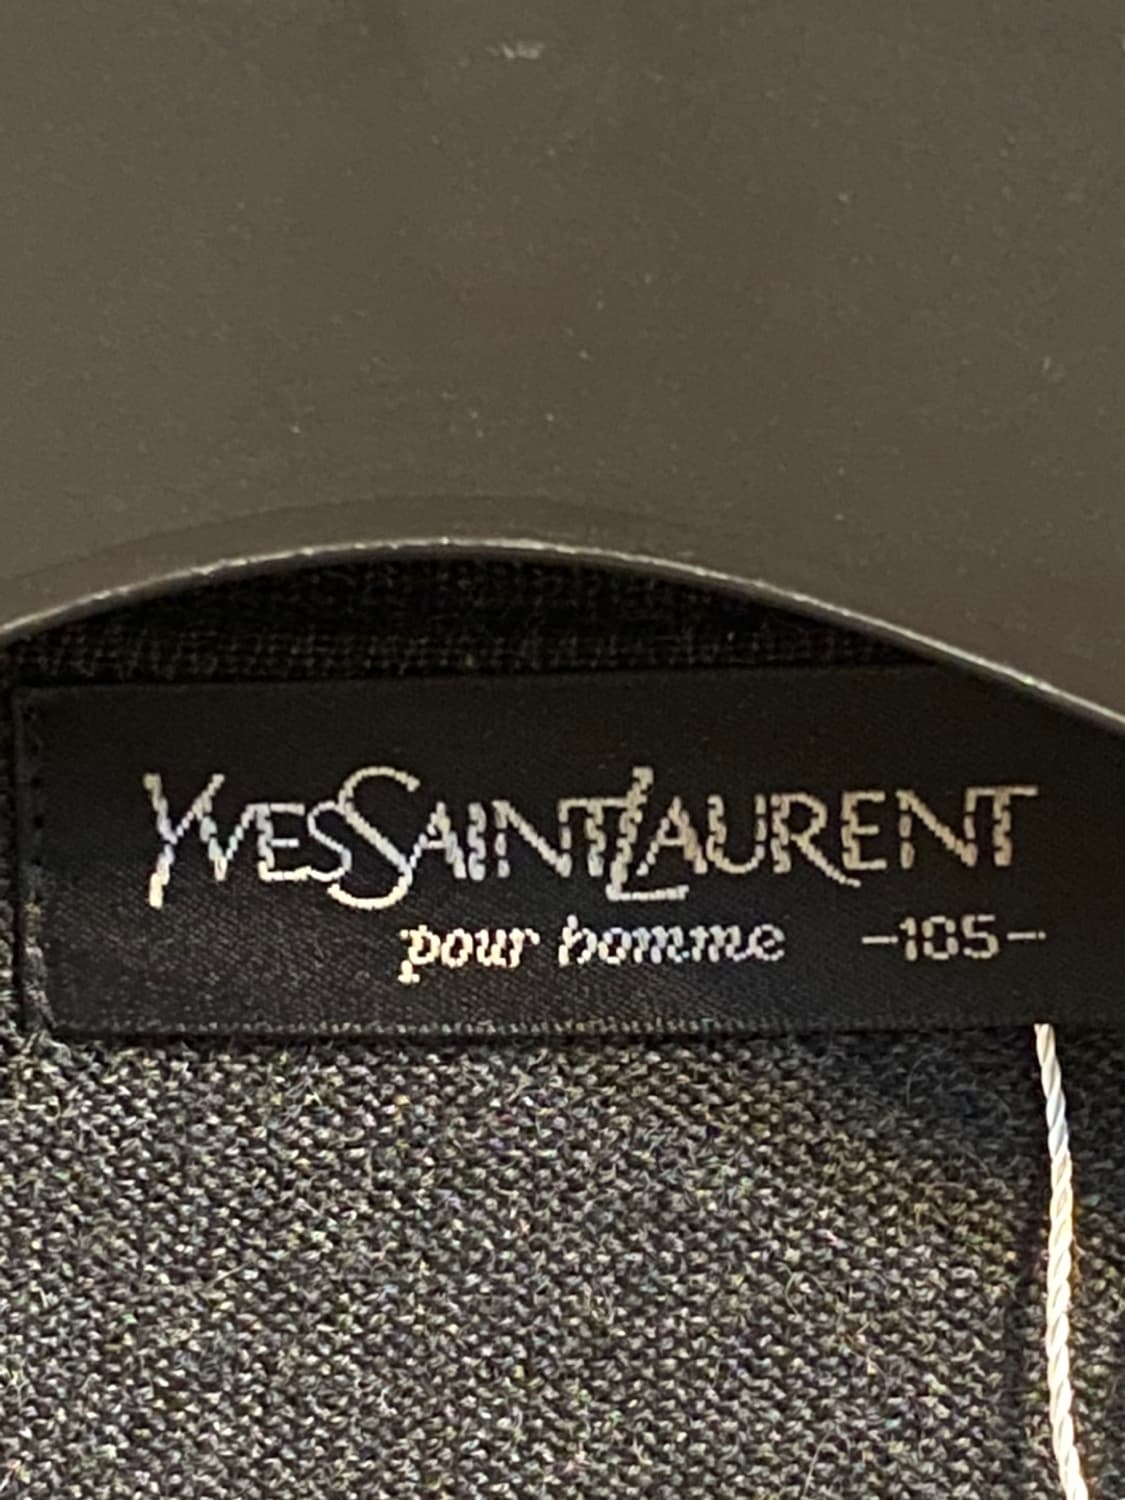 YVESSAINTLAURENT
pour homme -105-